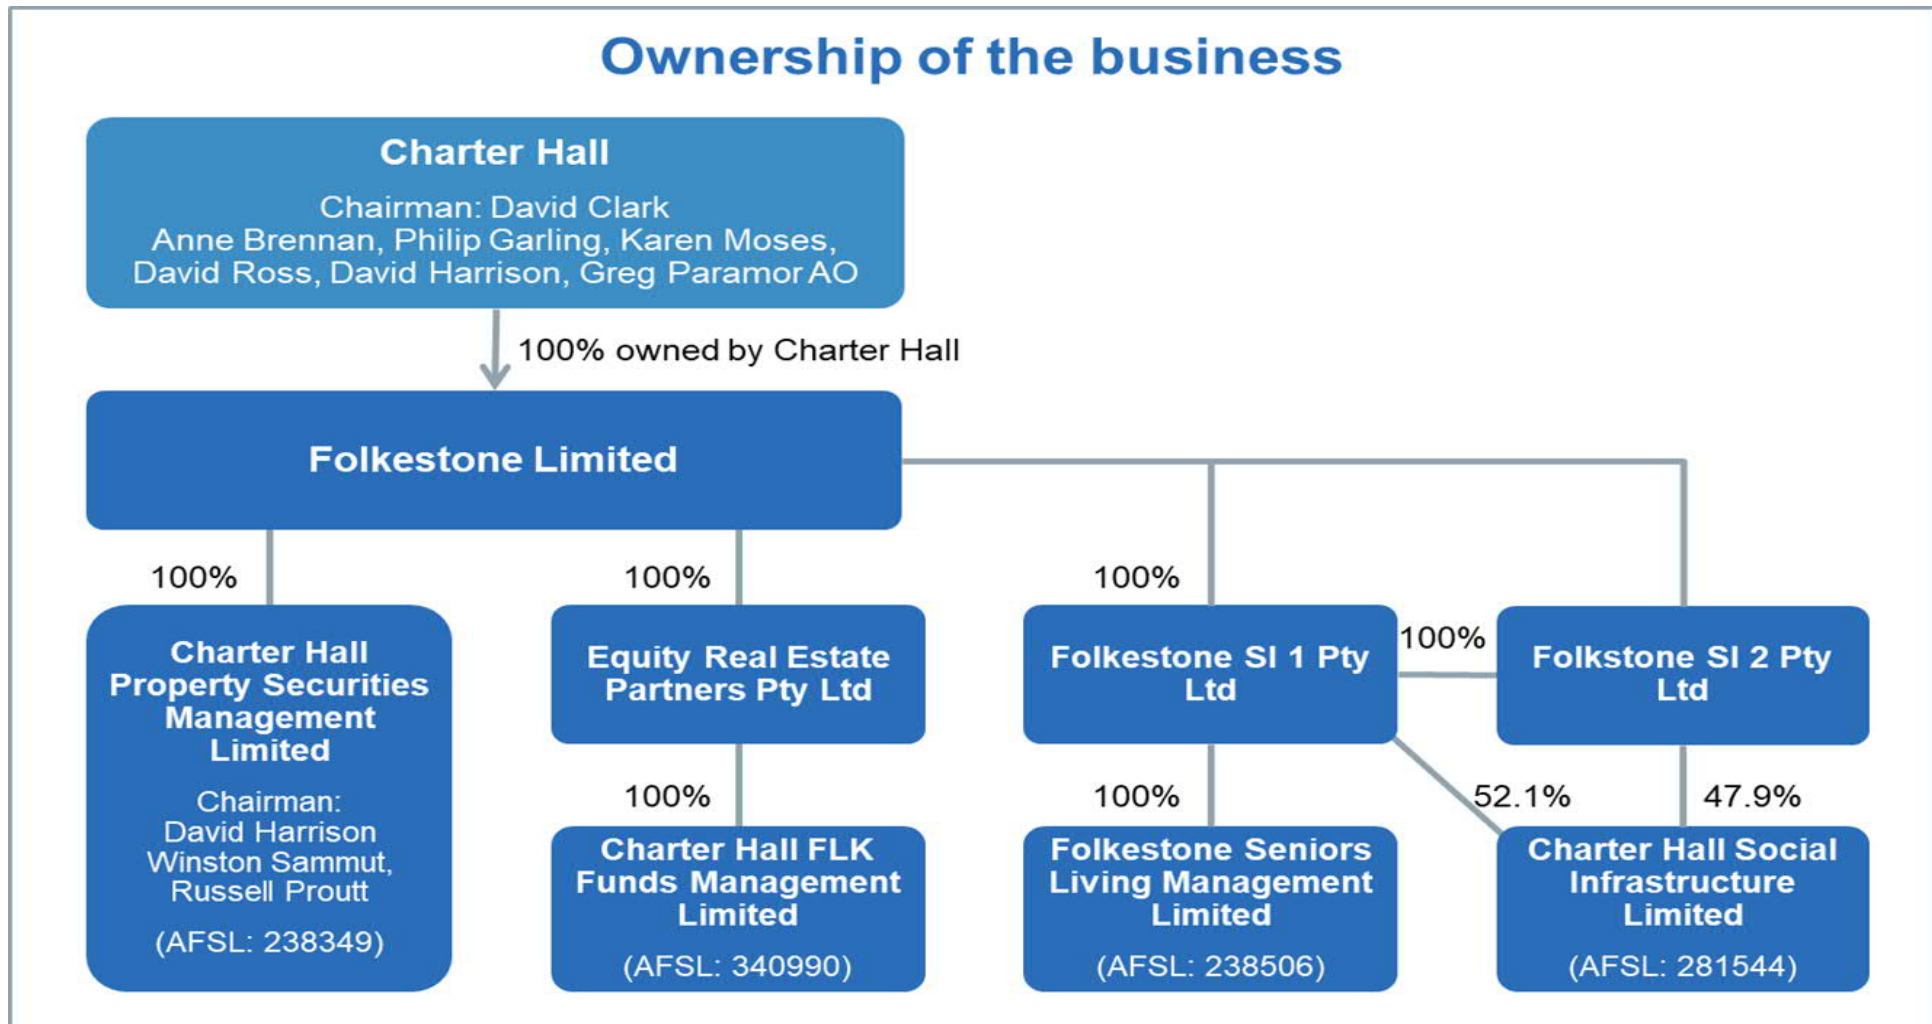 Ownership of the business
Charter Hall
Chairman: David Clark
Anne Brennan, Philip Garling, Karen Moses,
David Ross, David Harrison, Greg Paramor AO
100% owned by Charter Hall
Folkestone Limited
100%
100%
100%
Charter Hall
Property Securities
Management
Limited
Chairman:
David Harrison
Winston Sammut,
Russell Proutt
(AFSL: 238349)
Equity Real Estate
Partners Pty Ltd
Folkestone SI 1 Pty
Ltd
100%
Folkstone SI 2 Pty
Ltd
100%
100%
52.1%
47.9%
Charter Hall FLK
Funds Management
Limited
(AFSL: 340990)
Folkestone Seniors
Living Management
Limited
(AFSL: 238506)
Charter Hall Social
Infrastructure
Limited
(AFSL: 281544)